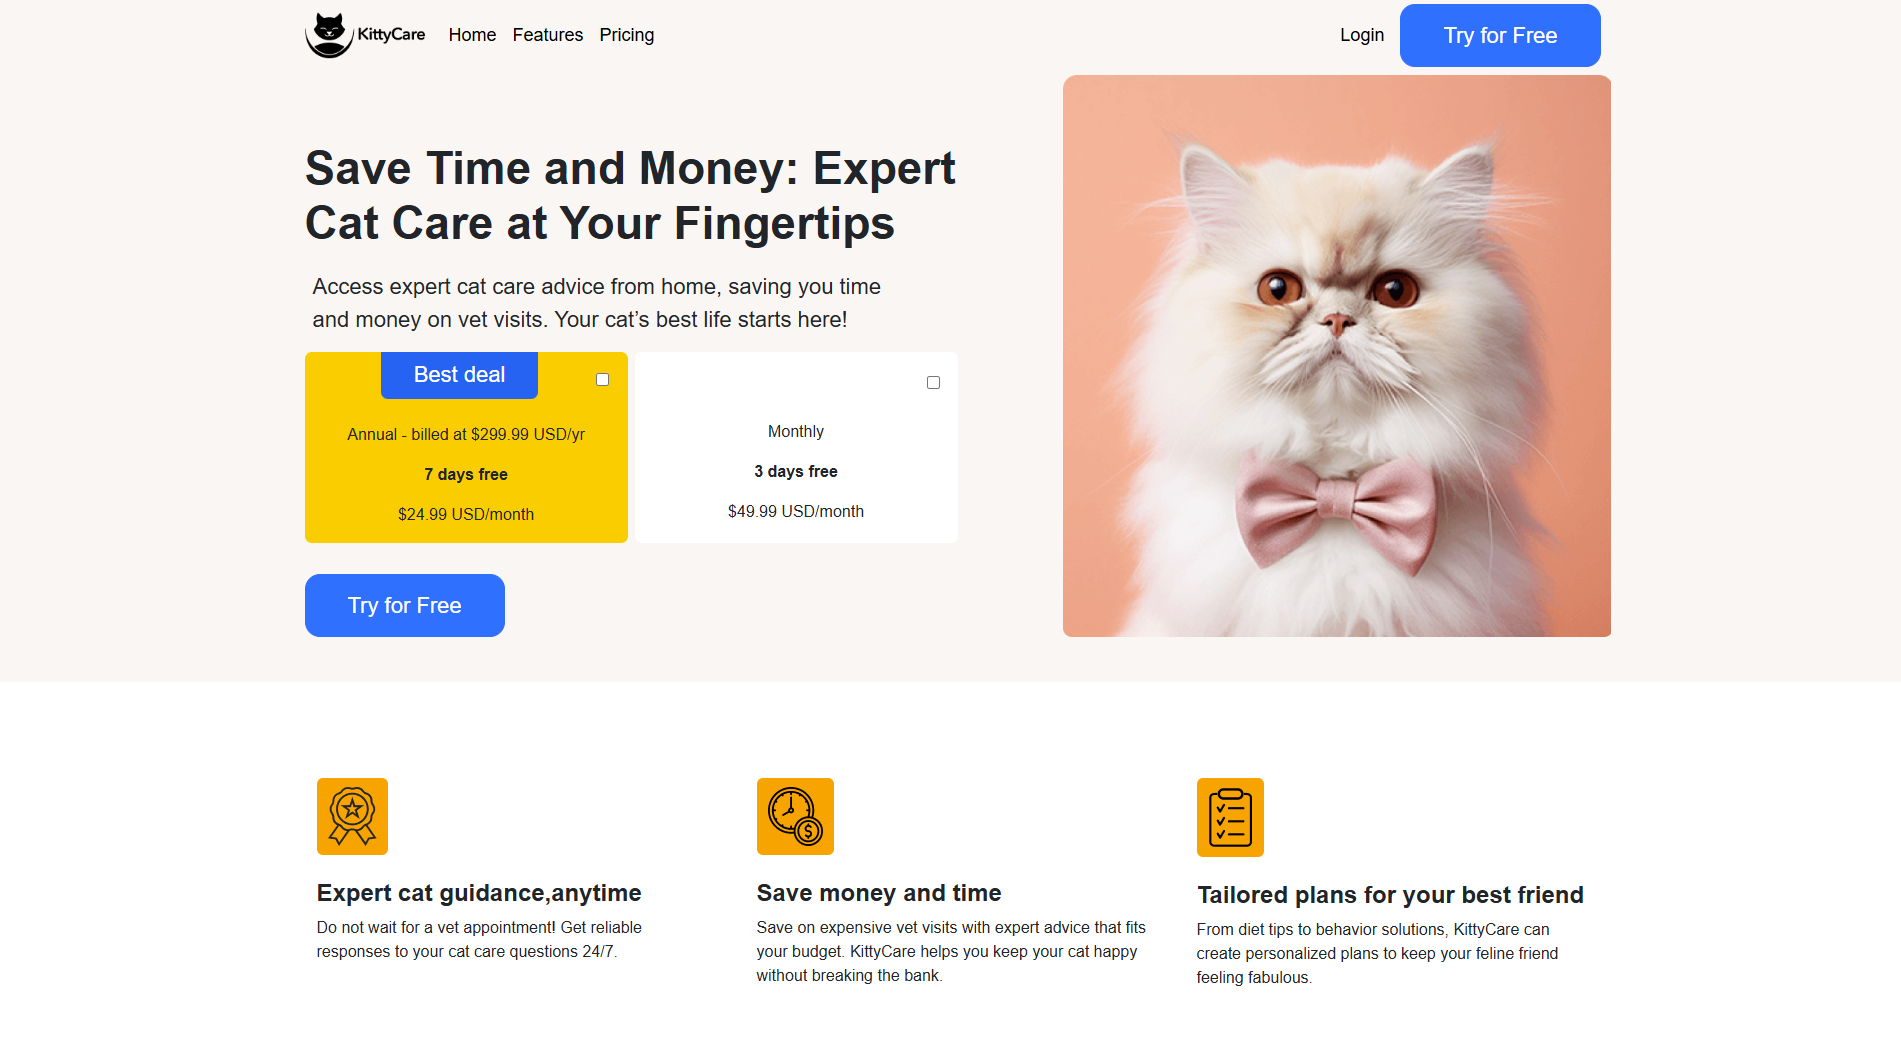 KittyCare
Home
Features
Pricing
Login
Try for Free
Save Time and Money: Expert
Cat Care at Your Fingertips
Access expert cat care advice from home, saving you time
and money on vet visits. Your cat’s best life starts here!
Best deal
Annual - billed at $299.99 USD/yr
7 days free
$24.99 USD/month
Monthly
3 days free
$49.99 USD/month
Try for Free
Expert cat guidance,anytime
Do not wait for a vet appointment! Get reliable
responses to your cat care questions 24/7.
$
Save money and time
Save on expensive vet visits with expert advice that fits
your budget. KittyCare helps you keep your cat happy
without breaking the bank.
Tailored plans for your best friend
From diet tips to behavior solutions, KittyCare can
create personalized plans to keep your feline friend
feeling fabulous.